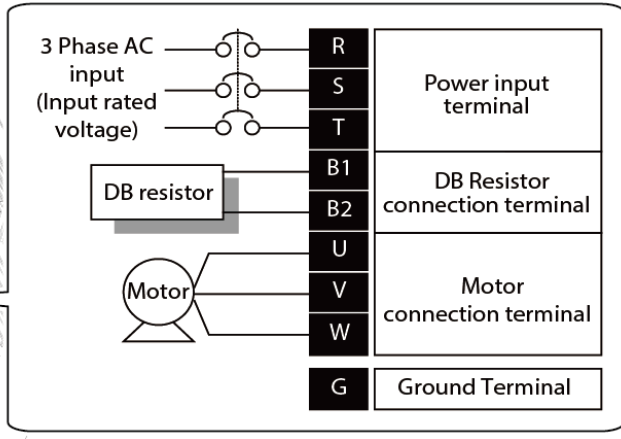 3 Phase AC
input
(Input rated
voltage)
R
S
T
Power input
terminal
DB resistor
B1
B2
DB Resistor
connection terminal
Motor
U
V
W
Motor
connection terminal
G
Ground Terminal